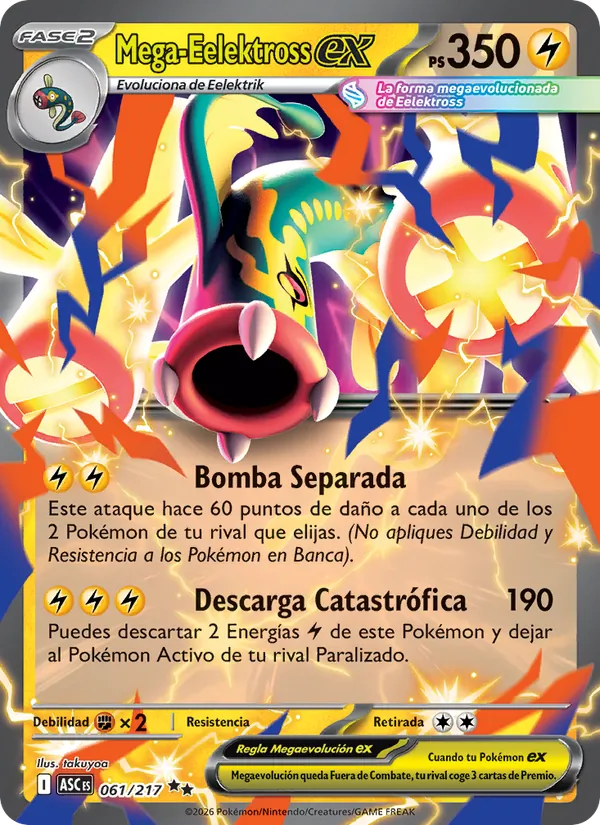 FASE 2
Mega-Eelektross ex PS 350
Evoluciona de Eelektrik
La forma megaevolucionada
de Eelektross
Bomba Separada
Este ataque hace 60 puntos de daño a cada uno de los
2 Pokémon de tu rival que elijas. (No apliques Debilidad y
Resistencia a los Pokémon en Banca).
Descarga Catastrófica 190
Puedes descartar 2 Energías de este Pokémon y dejar
al Pokémon Activo de tu rival Paralizado.
Debilidad ×2 Resistencia Retirada
Ilus. takuyoa
Regla Megaevolución ex Cuando tu Pokémon ex
Megaevolución queda Fuera de Combate, tu rival coge 3 cartas de Premio.
I ASC ES 061/217
©2026 Pokémon/Nintendo/Creatures/GAME FREAK